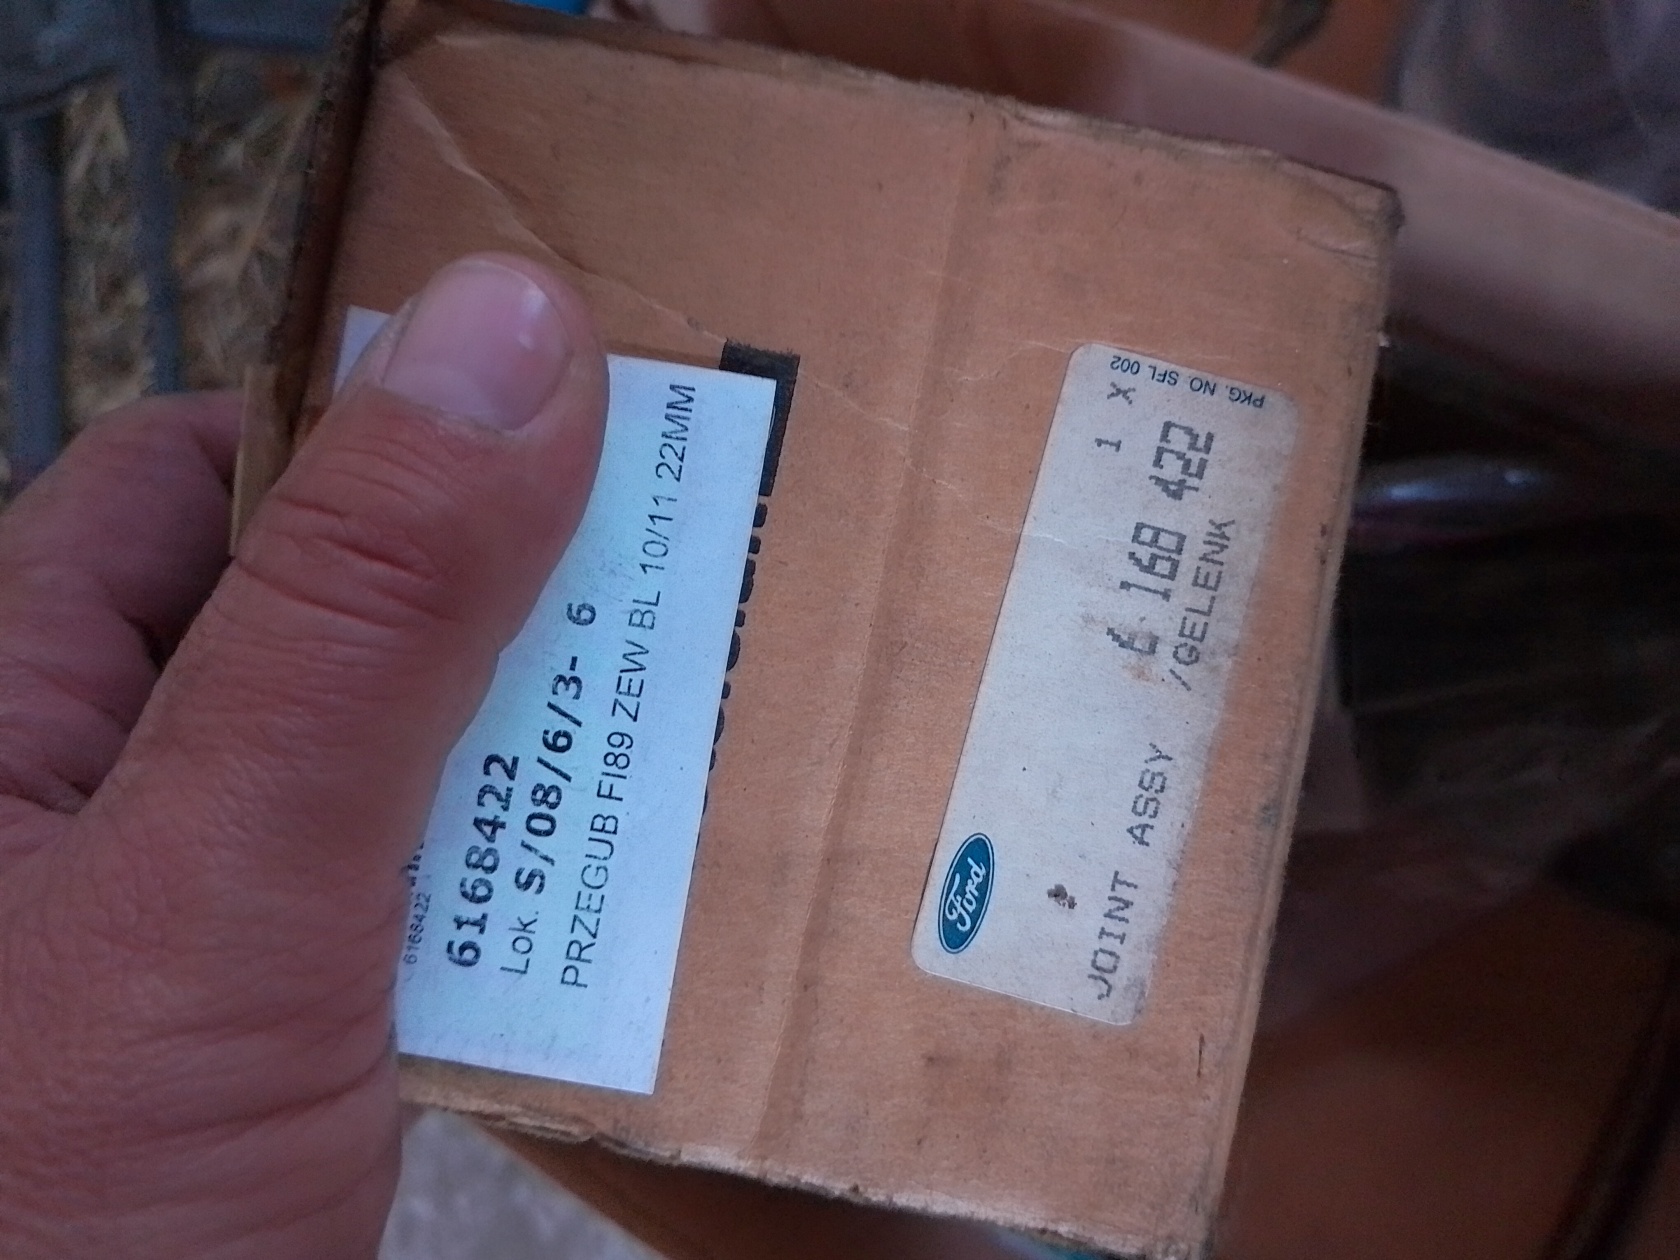 6168422
6168422
Lok. S/08/6/3- 6
PRZEGUB FI89 ZEW BL 10/11 22MM
Ford
PKG. NO. SFL 002
1 X
6 168 422
JOINT ASSY /GELENK